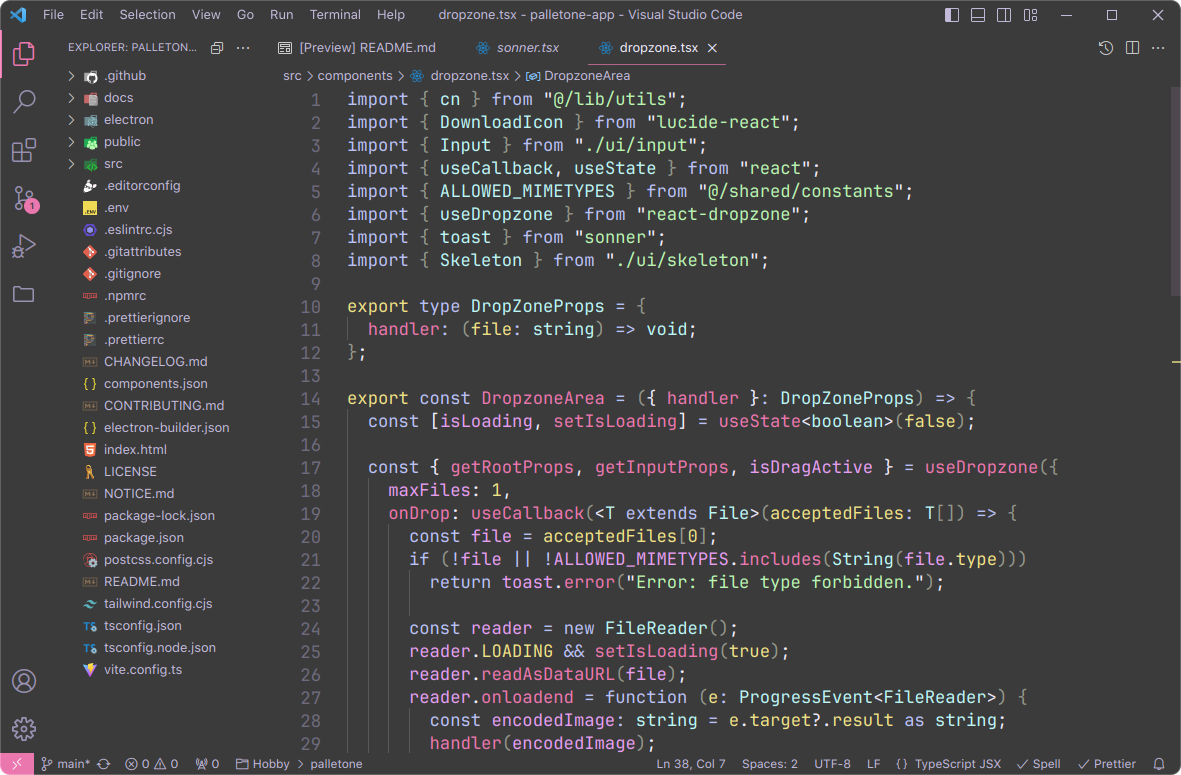 File Edit Selection View Go Run Terminal Help dropzone.tsx - palletone-app - Visual Studio Code
EXPLORER: PALLETON... [Preview] README.md sonner.tsx dropzone.tsx
src > components > dropzone.tsx > DropzoneArea
.github
docs
electron
public
src
.editorconfig
.env
.eslintrc.cjs
.gitattributes
.gitignore
.npmrc
.prettierignore
.prettierrc
CHANGELOG.md
components.json
CONTRIBUTING.md
electron-builder.json
index.html
LICENSE
NOTICE.md
package-lock.json
package.json
postcss.config.cjs
README.md
tailwind.config.cjs
tsconfig.json
tsconfig.node.json
vite.config.ts
1
1 import { cn } from "@/lib/utils";
2 import { DownloadIcon } from "lucide-react";
3 import { Input } from "./ui/input";
4 import { useCallback, useState } from "react";
5 import { ALLOWED_MIMETYPES } from "@/shared/constants";
6 import { useDropzone } from "react-dropzone";
7 import { toast } from "sonner";
8 import { Skeleton } from "./ui/skeleton";
9
10 export type DropZoneProps = {
11 handler: (file: string) => void;
12 };
13
14 export const DropzoneArea = ({ handler }: DropZoneProps) => {
15 const [isLoading, setIsLoading] = useState<boolean>(false);
16
17 const { getRootProps, getInputProps, isDragActive } = useDropzone({
18 maxFiles: 1,
19 onDrop: useCallback(<T extends File>(acceptedFiles: T[]) => {
20 const file = acceptedFiles[0];
21 if (!file || !ALLOWED_MIMETYPES.includes(String(file.type)))
22 return toast.error("Error: file type forbidden.");
23
24 const reader = new FileReader();
25 reader.LOADING && setIsLoading(true);
26 reader.readAsDataURL(file);
27 reader.onloadend = function (e: ProgressEvent<FileReader>) {
28 const encodedImage: string = e.target?.result as string;
29 handler(encodedImage);
main* 0 0 0 Hobby > palletone Ln 38, Col 7 Spaces: 2 UTF-8 LF { } TypeScript JSX Spell Prettier